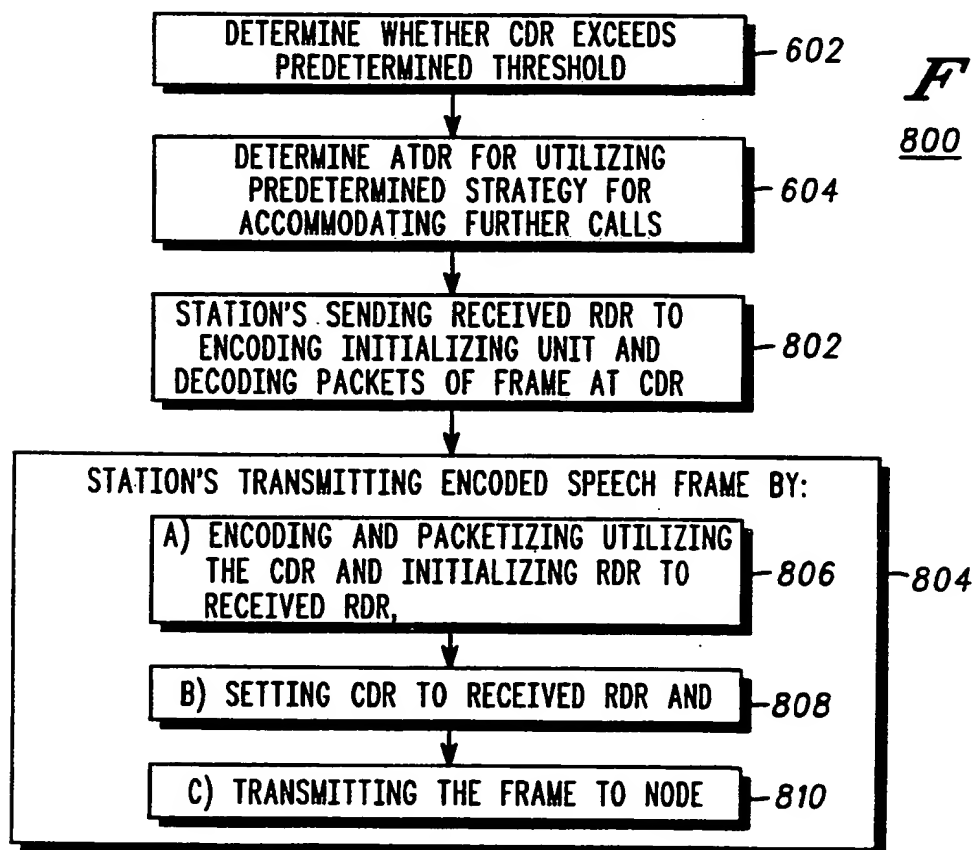 DETERMINE WHETHER CDR EXCEEDS
PREDETERMINED THRESHOLD
602
F
800
DETERMINE ATDR FOR UTILIZING
PREDETERMINED STRATEGY FOR
ACCOMMODATING FURTHER CALLS
604
STATION'S SENDING RECEIVED RDR TO
ENCODING INITIALIZING UNIT AND
DECODING PACKETS OF FRAME AT CDR
802
STATION'S TRANSMITTING ENCODED SPEECH FRAME BY:
A) ENCODING AND PACKETIZING UTILIZING
THE CDR AND INITIALIZING RDR TO
RECEIVED RDR,
806
804
B) SETTING CDR TO RECEIVED RDR AND
808
C) TRANSMITTING THE FRAME TO NODE
810